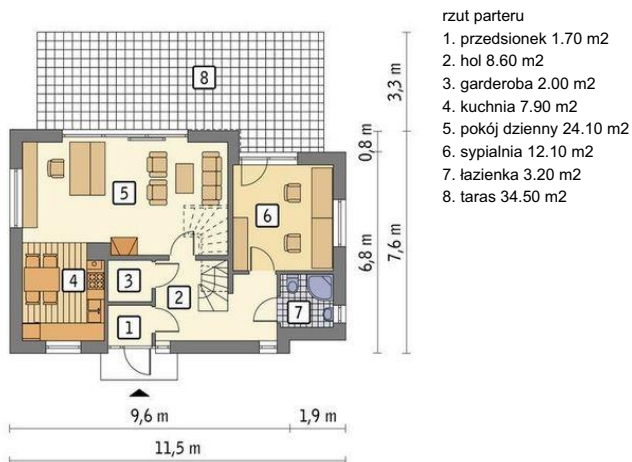 rzut parteru
1. przedsionek 1.70 m2
2. hol 8.60 m2
3. garderoba 2.00 m2
4. kuchnia 7.90 m2
5. pokój dzienny 24.10 m2
6. sypialnia 12.10 m2
7. łazienka 3.20 m2
8. taras 34.50 m2
8
3,3 m
0,8 m
5
6
6,8 m
7,6 m
4
3
2
7
1
9,6 m
1,9 m
11,5 m